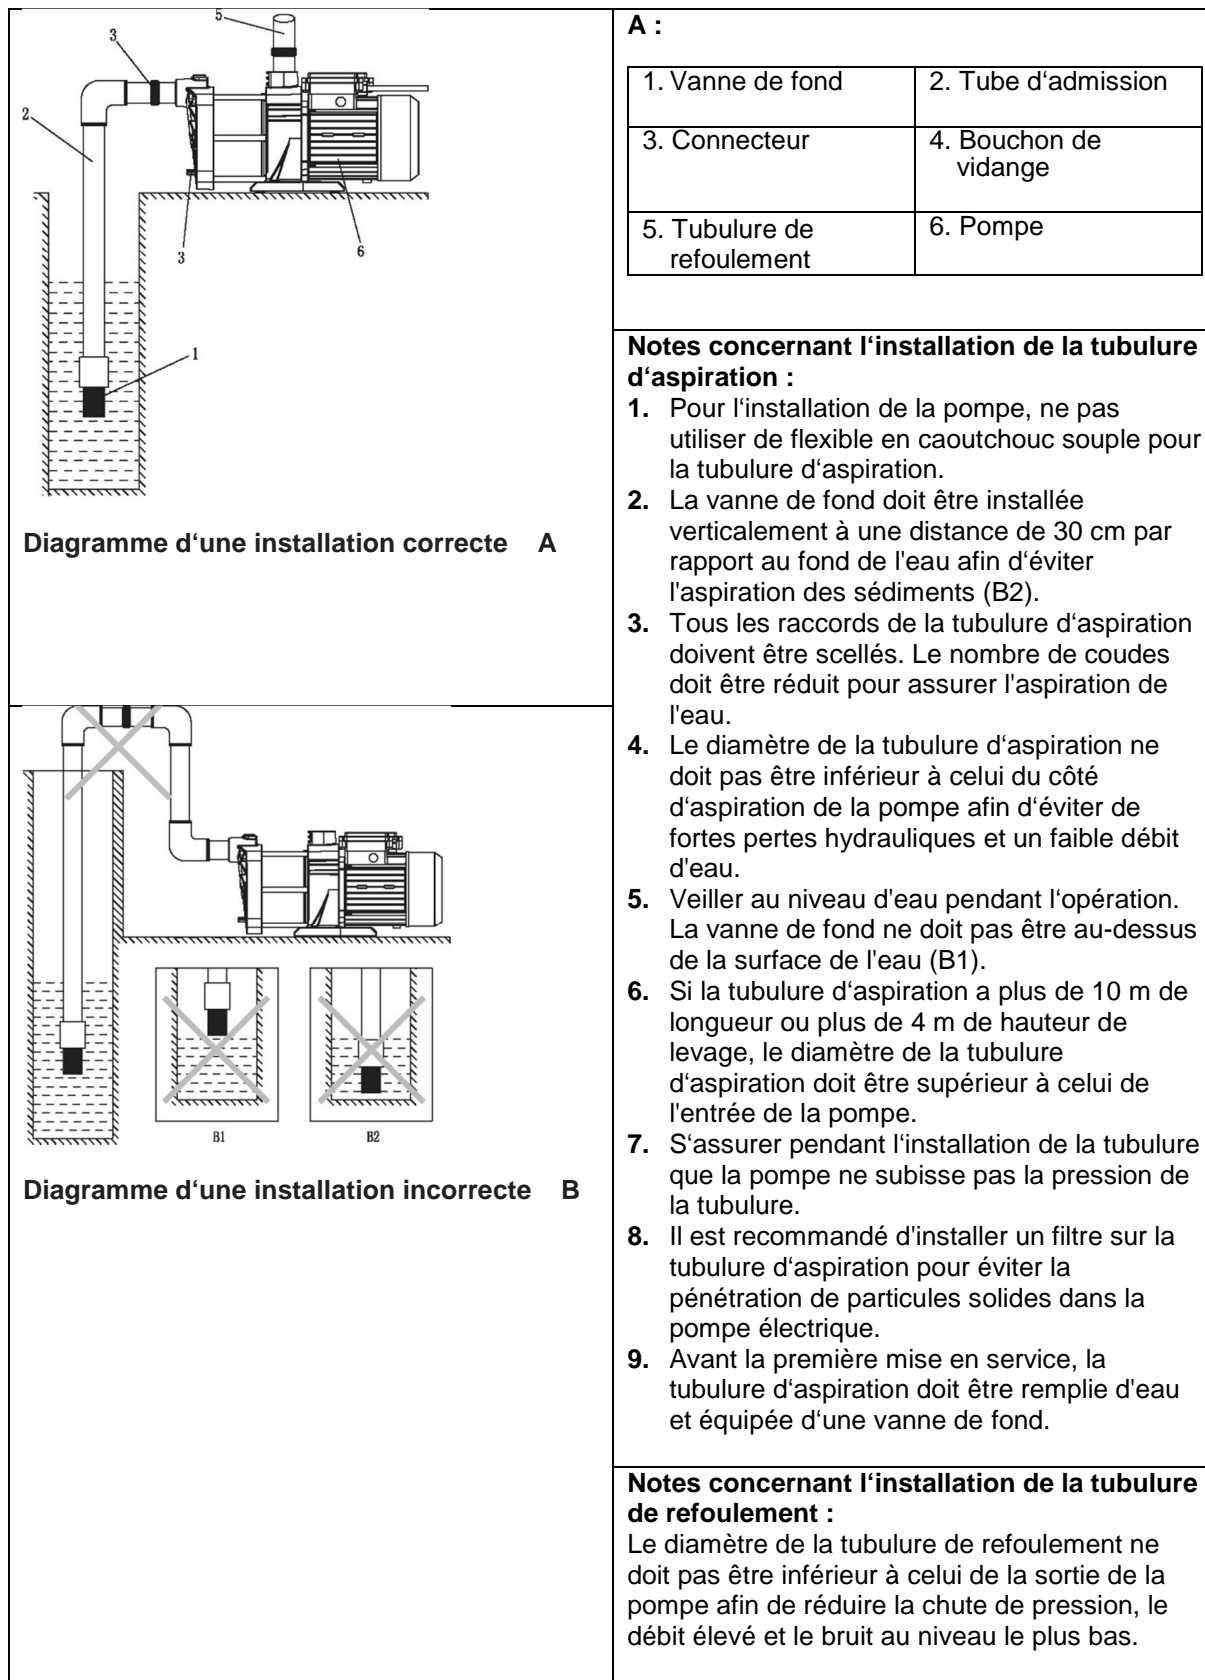 5
3
2
3
6
1
Diagramme d‘une installation correcte A
A :
1. Vanne de fond
2. Tube d‘admission
3. Connecteur
4. Bouchon de
vidange
5. Tubulure de
refoulement
6. Pompe
Notes concernant l‘installation de la tubulure
d‘aspiration :
1. Pour l‘installation de la pompe, ne pas
utiliser de flexible en caoutchouc souple pour
la tubulure d‘aspiration.
2. La vanne de fond doit être installée
verticalement à une distance de 30 cm par
rapport au fond de l'eau afin d‘éviter
l'aspiration des sédiments (B2).
3. Tous les raccords de la tubulure d‘aspiration
doivent être scellés. Le nombre de coudes
doit être réduit pour assurer l'aspiration de
l'eau.
4. Le diamètre de la tubulure d‘aspiration ne
doit pas être inférieur à celui du côté
d‘aspiration de la pompe afin d‘éviter de
fortes pertes hydrauliques et un faible débit
d'eau.
5. Veiller au niveau d'eau pendant l‘opération.
La vanne de fond ne doit pas être au-dessus
de la surface de l'eau (B1).
6. Si la tubulure d‘aspiration a plus de 10 m de
longueur ou plus de 4 m de hauteur de
levage, le diamètre de la tubulure
d‘aspiration doit être supérieur à celui de
l'entrée de la pompe.
7. S‘assurer pendant l‘installation de la tubulure
que la pompe ne subisse pas la pression de
la tubulure.
8. Il est recommandé d'installer un filtre sur la
tubulure d‘aspiration pour éviter la
pénétration de particules solides dans la
pompe électrique.
9. Avant la première mise en service, la
tubulure d‘aspiration doit être remplie d'eau
et équipée d‘une vanne de fond.
B1
B2
Diagramme d‘une installation incorrecte B
Notes concernant l‘installation de la tubulure
de refoulement :
Le diamètre de la tubulure de refoulement ne
doit pas être inférieur à celui de la sortie de la
pompe afin de réduire la chute de pression, le
débit élevé et le bruit au niveau le plus bas.